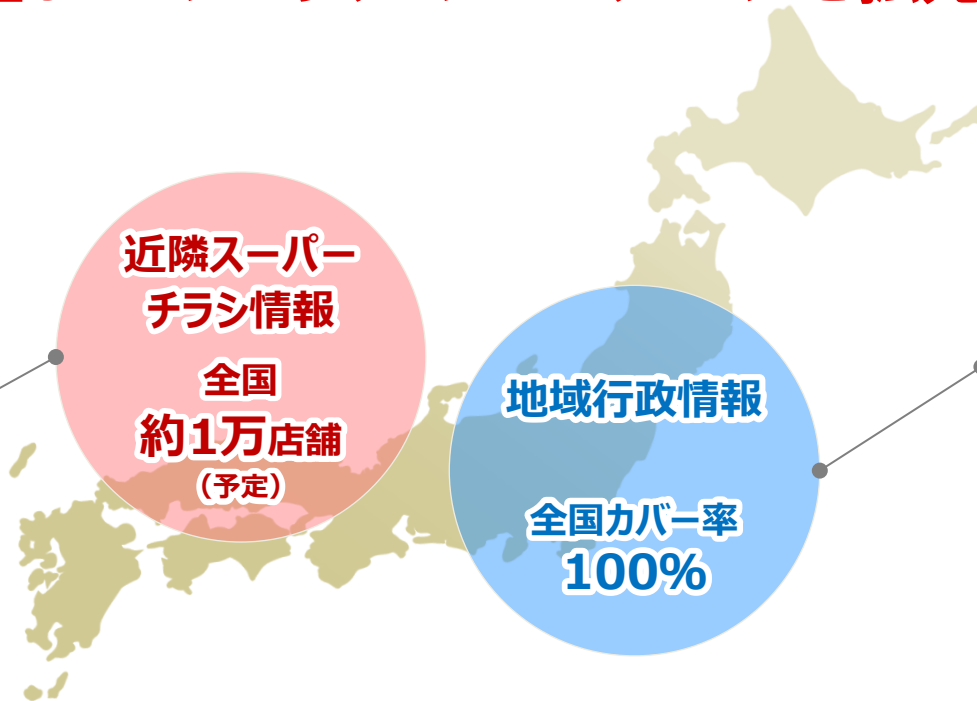 近隣スーパー
チラシ情報
全国
約1万店舗
（予定）
地域行政情報
全国カバー率
100%